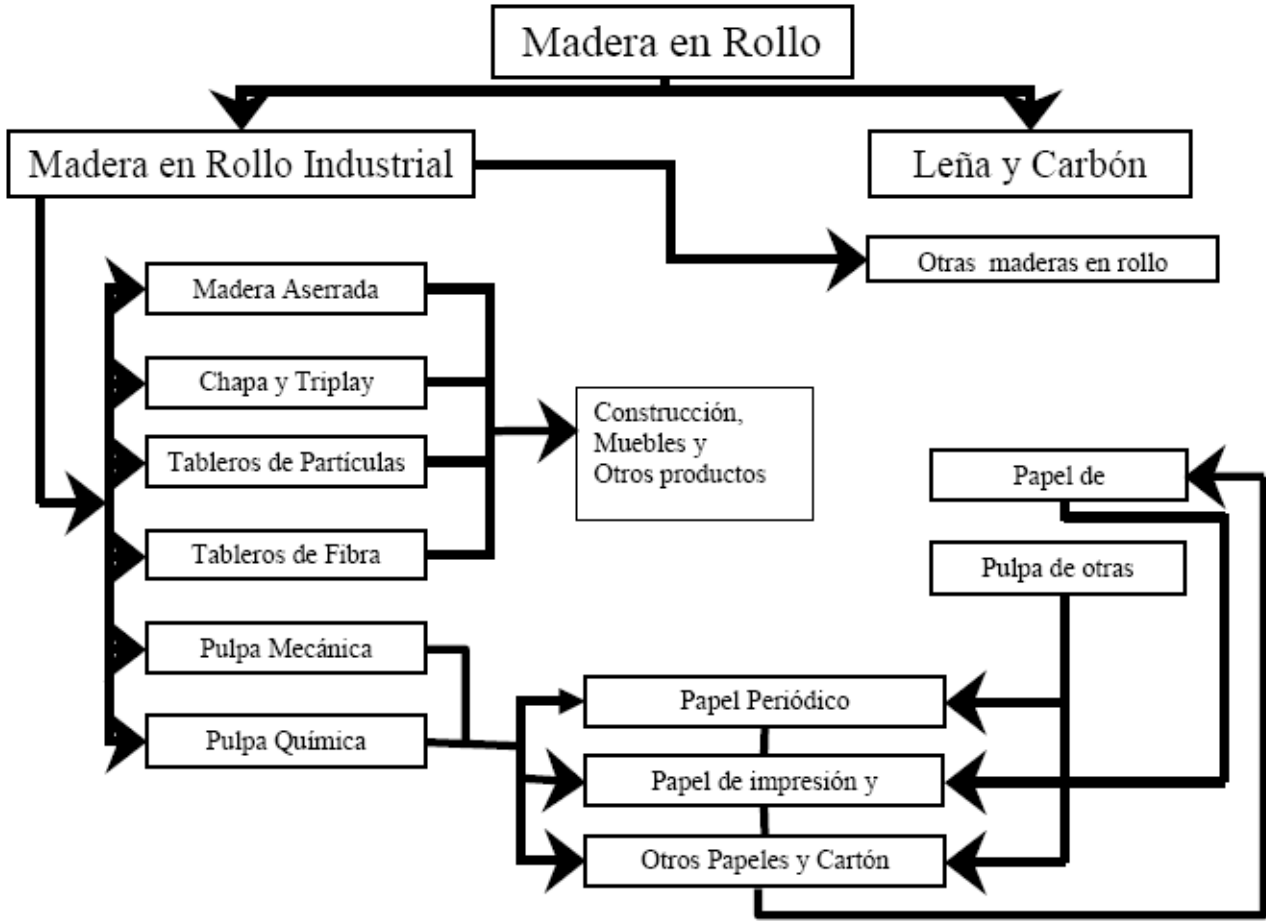 Madera en Rollo
Madera en Rollo Industrial
Leña y Carbón
Otras maderas en rollo
Madera Aserrada
Chapa y Triplay
Tableros de Partículas
Tableros de Fibra
Pulpa Mecánica
Pulpa Química
Construcción,
Muebles y
Otros productos
Papel de
Pulpa de otras
Papel Periódico
Papel de impresión y
Otros Papeles y Cartón